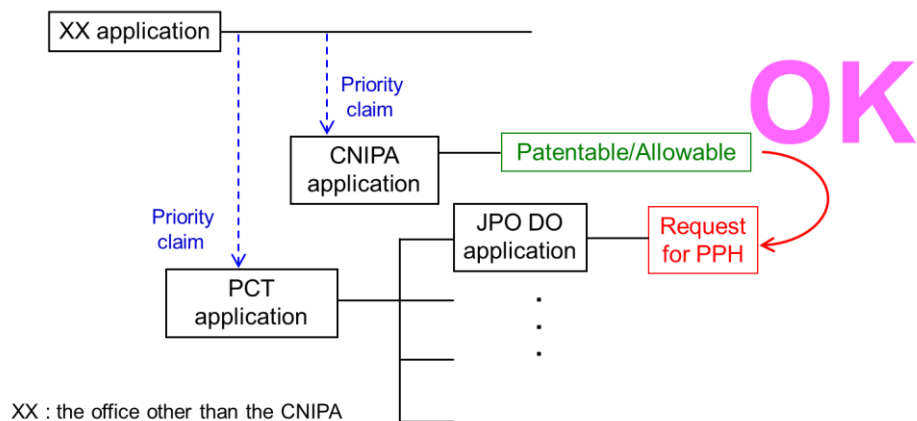 XX application
OK
Priority
claim
CNIPA
application
Patentable/Allowable
Priority
claim
JPO DO
application
Request
for PPH
PCT
application
XX : the office other than the CNIPA